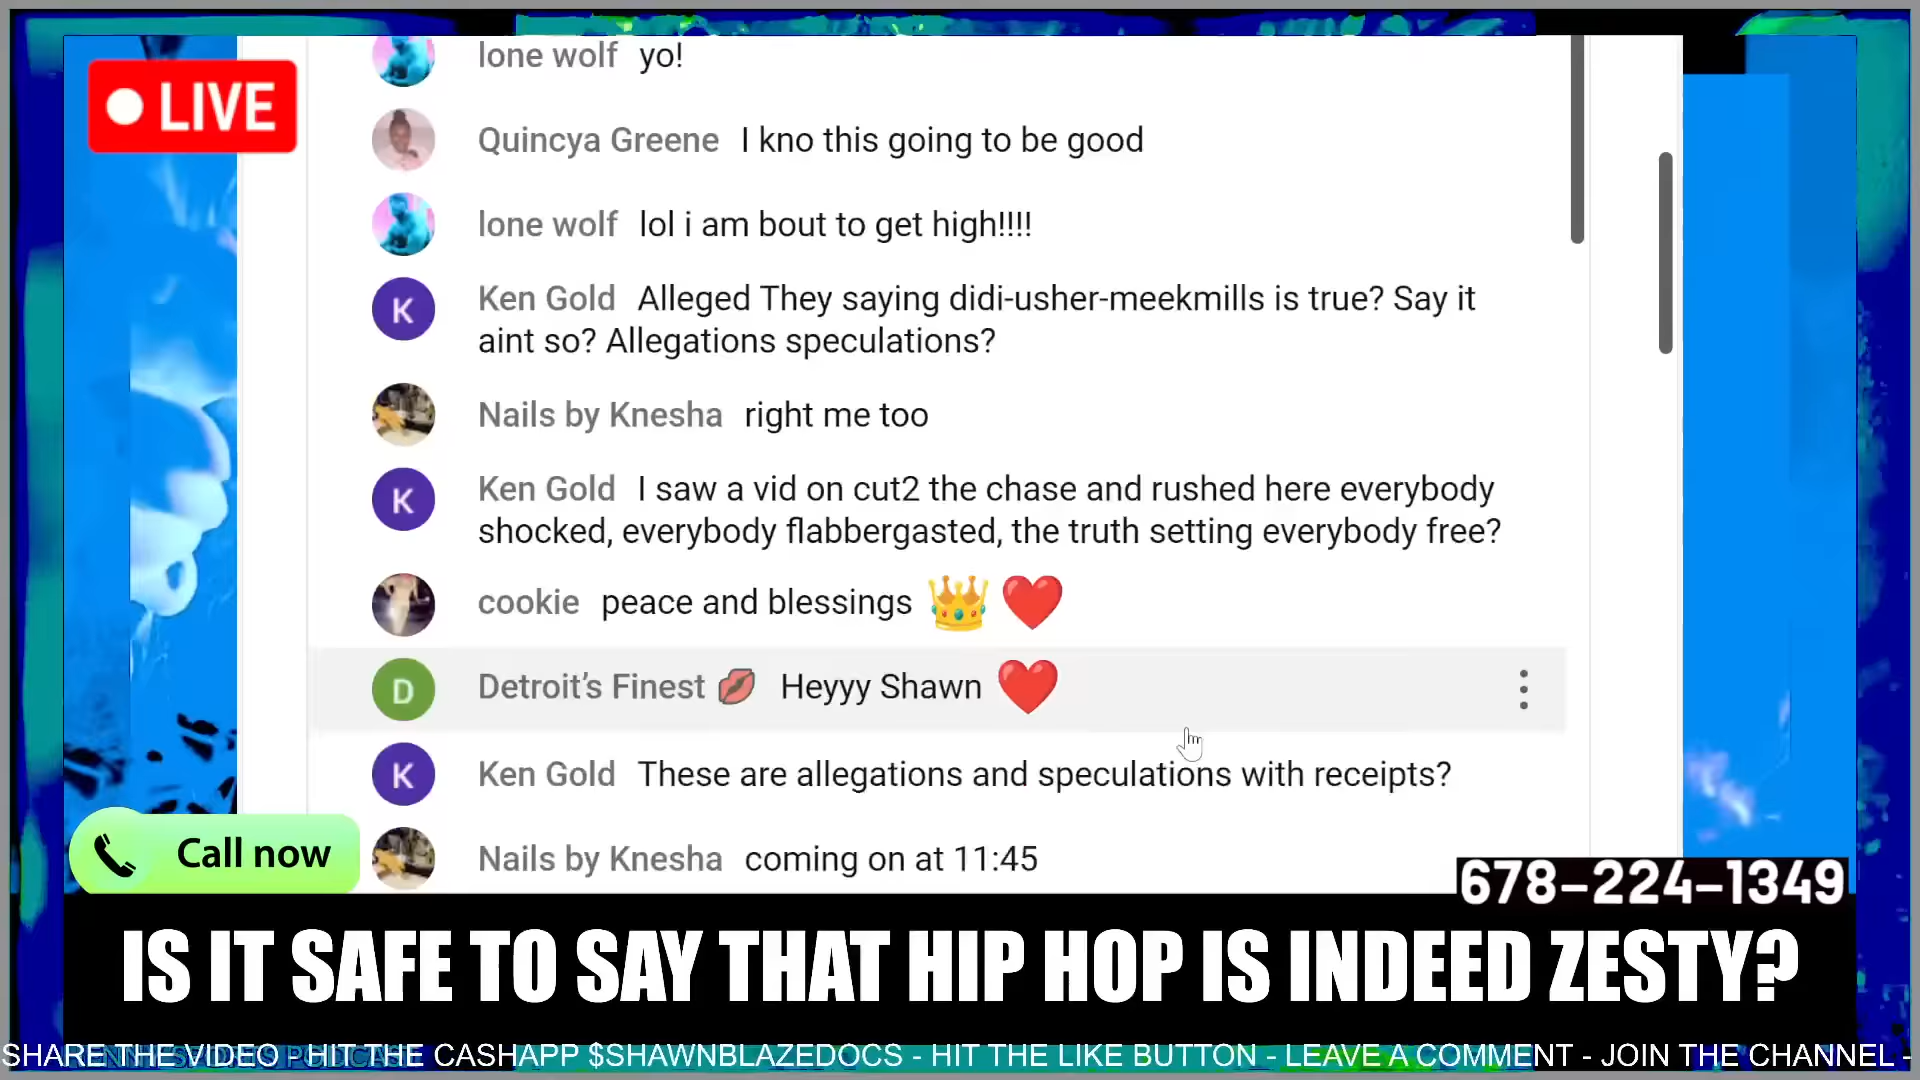 LIVE
lone wolf yo!
Quincya Greene I kno this going to be good
lone wolf lol i am bout to get high!!!!
K
Ken Gold Alleged They saying didi-usher-meekmills is true? Say it
aint so? Allegations speculations?
Nails by Knesha right me too
K
Ken Gold I saw a vid on cut2 the chase and rushed here everybody
shocked, everybody flabbergasted, the truth setting everybody free?
cookie peace and blessings 👑 ❤️
D
Detroit's Finest 💋 Heyyy Shawn ❤️
K
Ken Gold These are allegations and speculations with receipts?
Call now
Nails by Knesha coming on at 11:45
678-224-1349
IS IT SAFE TO SAY THAT HIP HOP IS INDEED ZESTY?
SHARE THE VIDEO - HIT THE CASHAPP $SHAWNBLAZEDOCS - HIT THE LIKE BUTTON - LEAVE A COMMENT - JOIN THE CHANNEL -